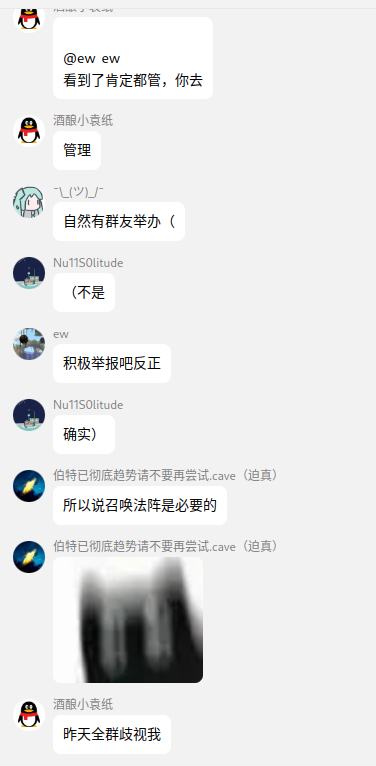 酒酿小袁纸
@ew ew
看到了肯定都管，你去
酒酿小袁纸
管理
¯\_(ツ)_/¯
自然有群友举办（
Nu11S0litude
（不是
ew
积极举报吧反正
Nu11S0litude
确实）
伯特已彻底趋势请不要再尝试.cave（迫真）
所以说召唤法阵是必要的
伯特已彻底趋势请不要再尝试.cave（迫真）
酒酿小袁纸
昨天全群歧视我